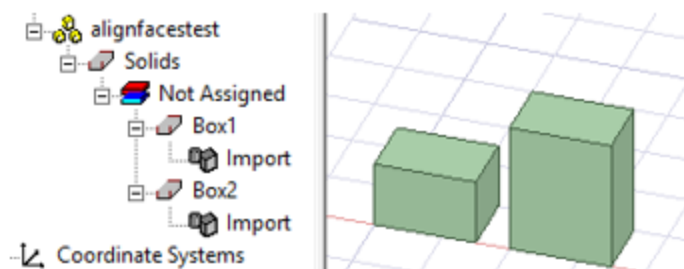 alignfacestest
Solids
Not Assigned
Box1
Import
Box2
Import
Coordinate Systems